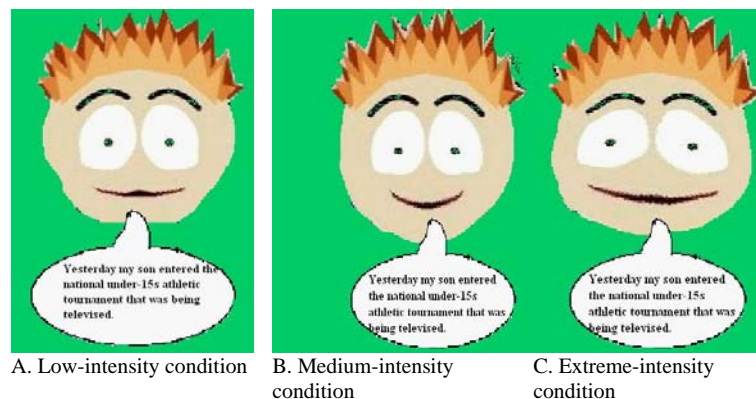 Yesterday my son entered the
national under-15s athletic
tournament that was being
televised.
Yesterday my son entered
the national under-15s
athletic tournament that was
being televised.
Yesterday my son entered
the national under-15s
athletic tournament that was
being televised.
A. Low-intensity condition
B. Medium-intensity
condition
C. Extreme-intensity
condition